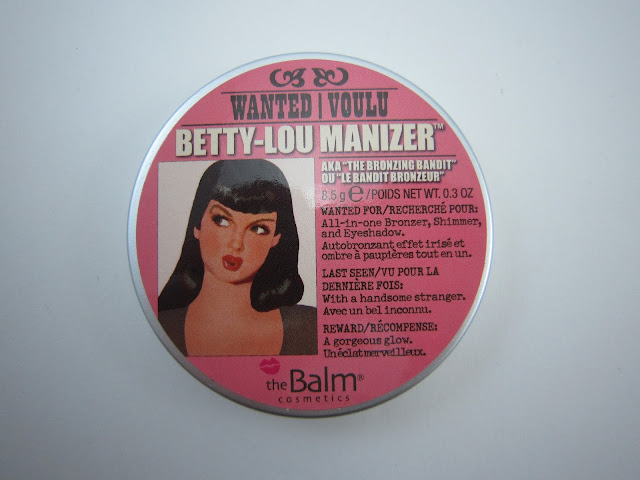 WANTED | VOULU
BETTY-LOU MANIZER™
AKA "THE BRONZING BANDIT"
OU "LE BANDIT BRONZEUR"
8.5 g ℮ / POIDS NET WT. 0.3 OZ
WANTED FOR/RECHERCHÉ POUR:
All-in-one Bronzer, Shimmer,
and Eyeshadow.
Autobronzant effet irisé et
ombre à paupières tout en un.
LAST SEEN/VU POUR LA
DERNIÈRE FOIS:
With a handsome stranger.
Avec un bel inconnu.
REWARD/RÉCOMPENSE:
A gorgeous glow.
Un éclat merveilleux.
theBalm®
cosmetics